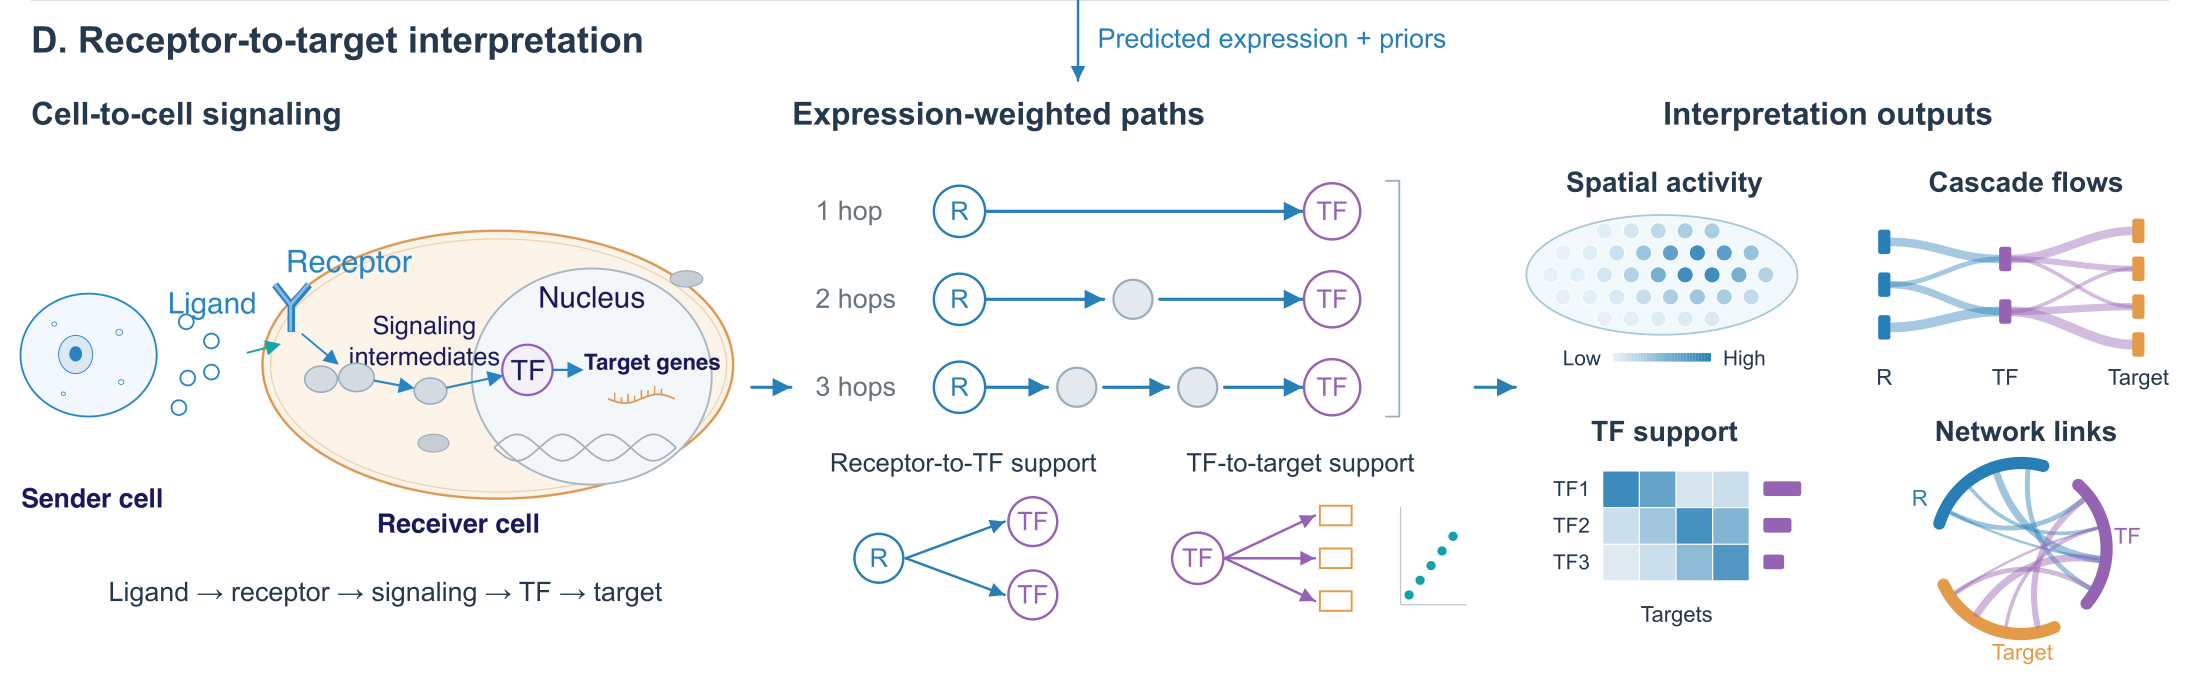 D. Receptor-to-target interpretation
Predicted expression + priors
Cell-to-cell signaling
Receptor
Ligand
Nucleus
Signaling
intermediates
TF
Target genes
Sender cell
Receiver cell
Ligand → receptor → signaling → TF → target
Expression-weighted paths
1 hop
R
TF
2 hops
R
TF
3 hops
R
TF
Receptor-to-TF support
R
TF
TF
TF-to-target support
TF
Interpretation outputs
Spatial activity
Low
High
Cascade flows
R
TF
Target
TF support
TF1
TF2
TF3
Targets
Network links
R
TF
Target